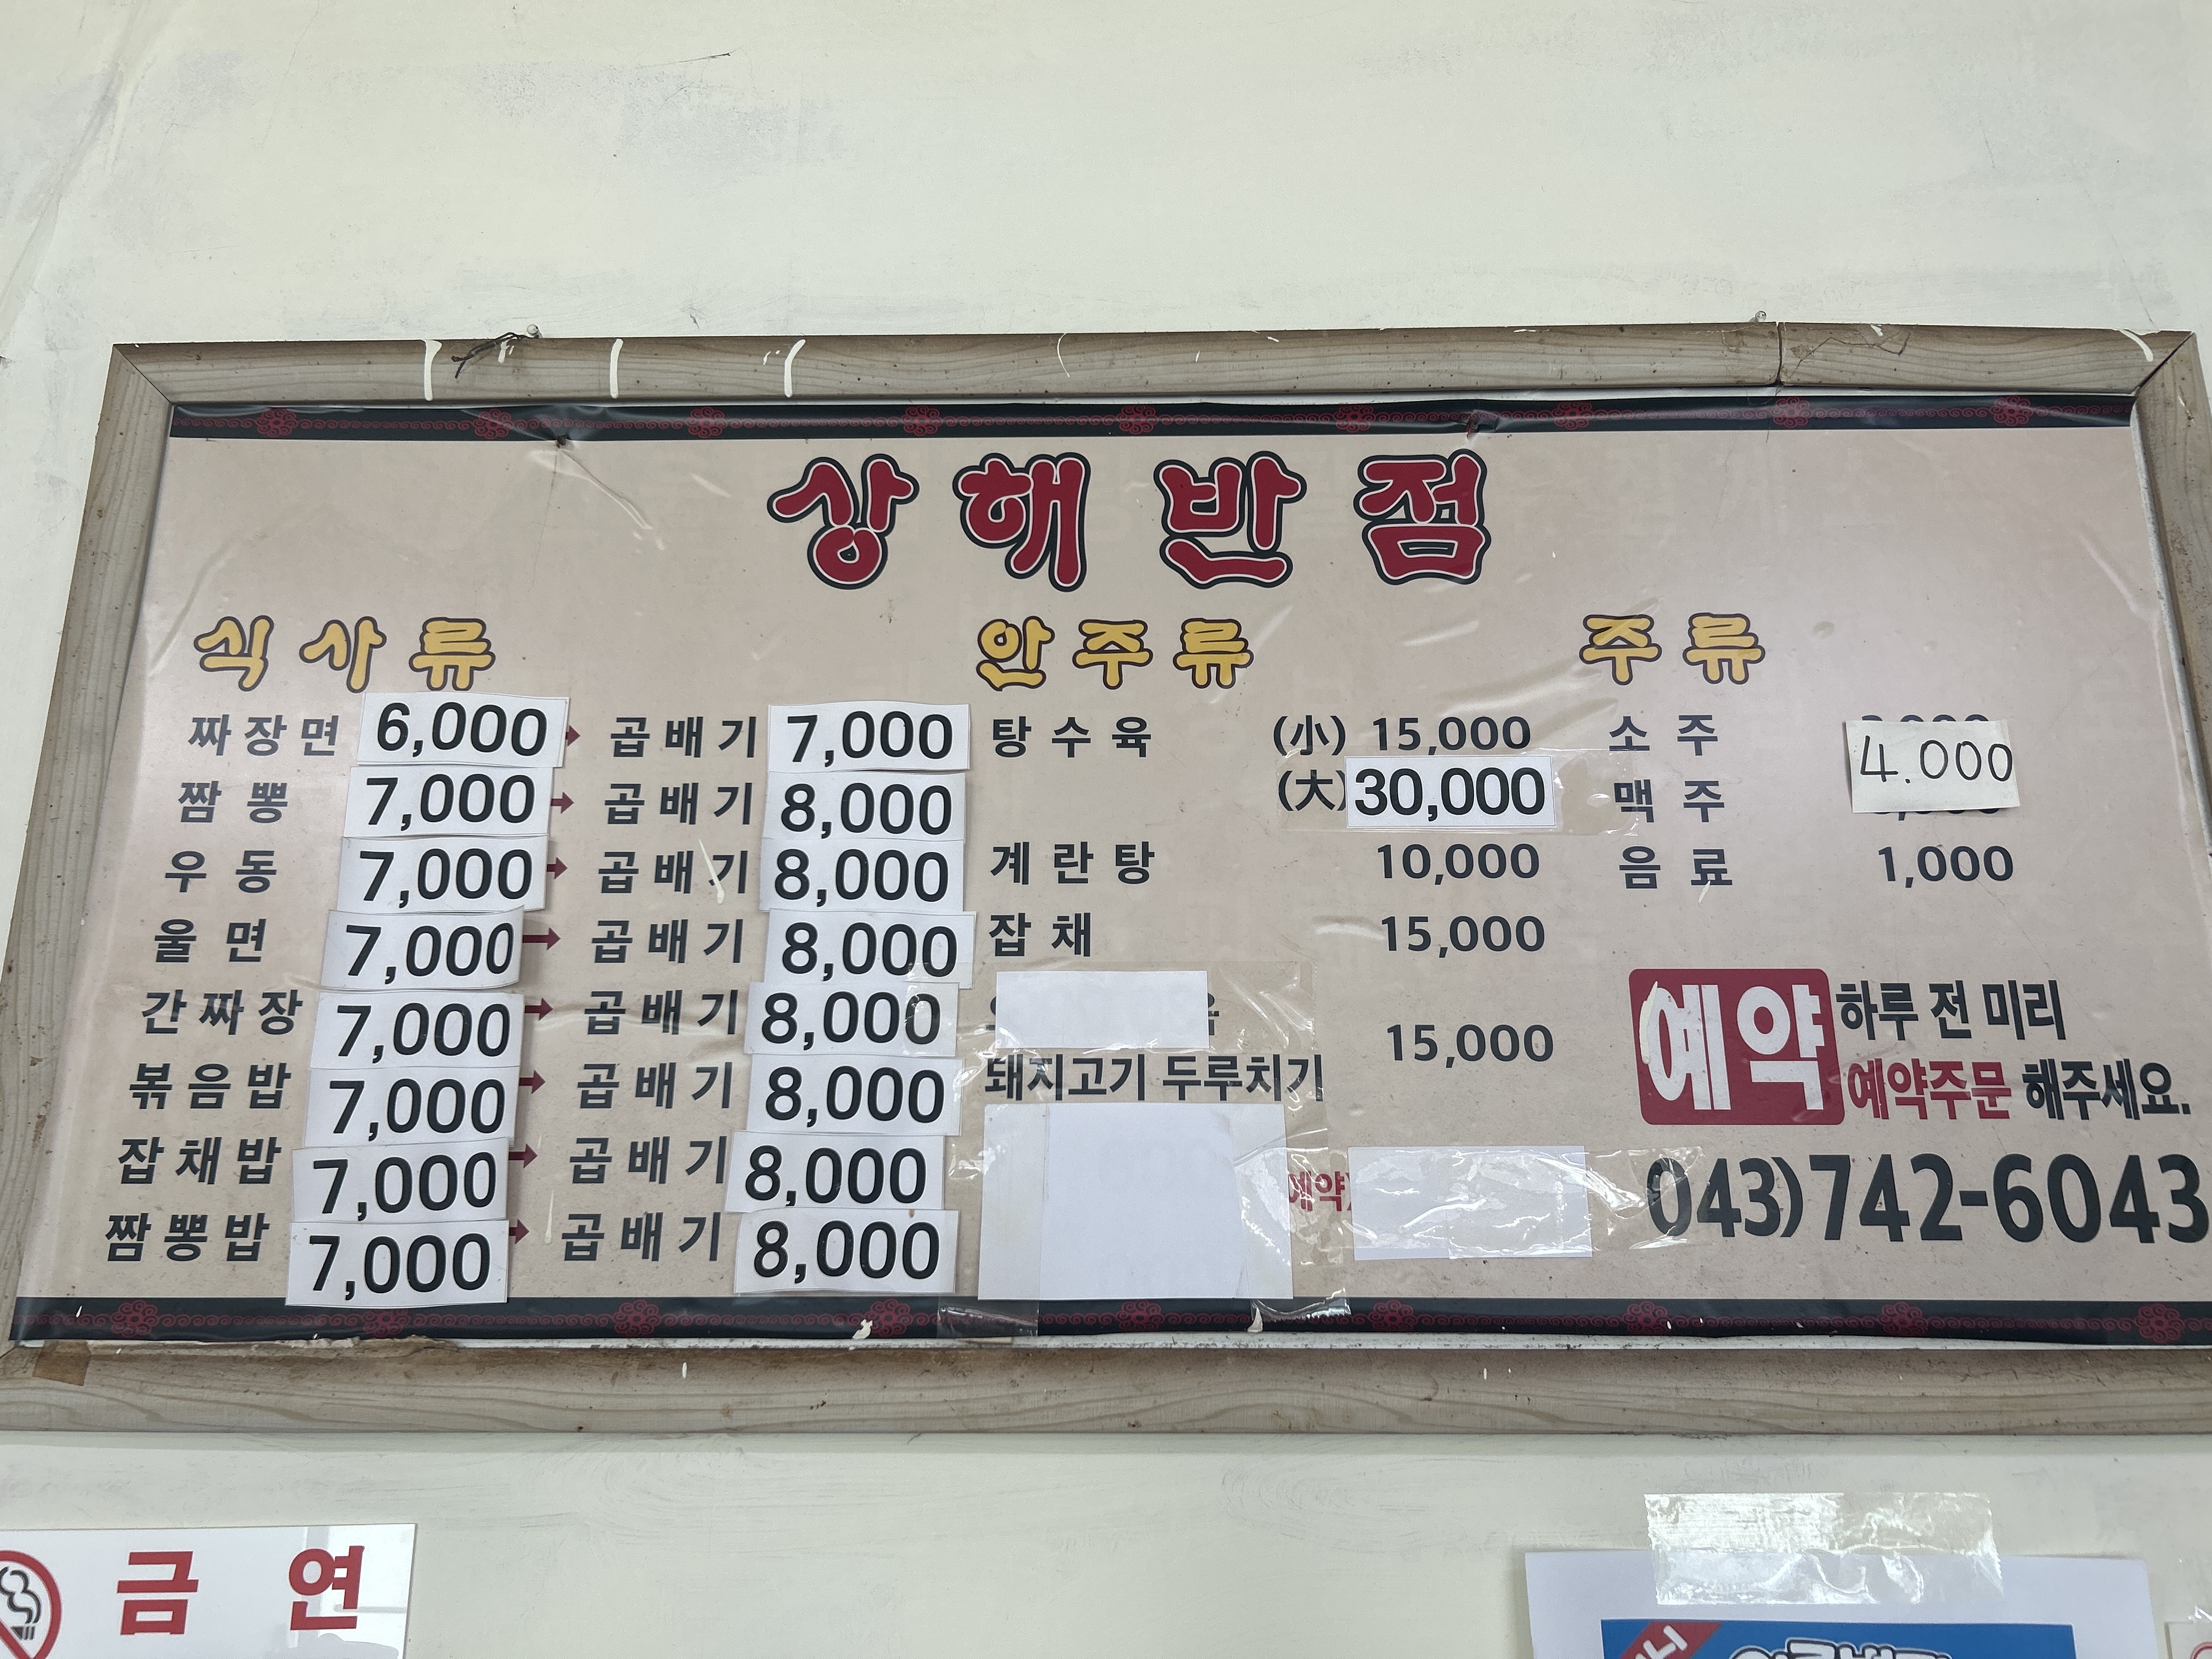 상해반점
식사류
짜장면 6,000 → 곱배기 7,000
짬뽕 7,000 → 곱배기 8,000
우동 7,000 → 곱배기 8,000
울면 7,000 → 곱배기 8,000
간짜장 7,000 → 곱배기 8,000
볶음밥 7,000 → 곱배기 8,000
잡채밥 7,000 → 곱배기 8,000
짬뽕밥 7,000 → 곱배기 8,000
안주류
탕수육 (小) 15,000
(大) 30,000
계란탕 10,000
잡채 15,000
돼지고기 두루치기 15,000
예약)
주류
소주 4.000
맥주
음료 1,000
예약 하루 전 미리
예약주문 해주세요.
043)742-6043
금연